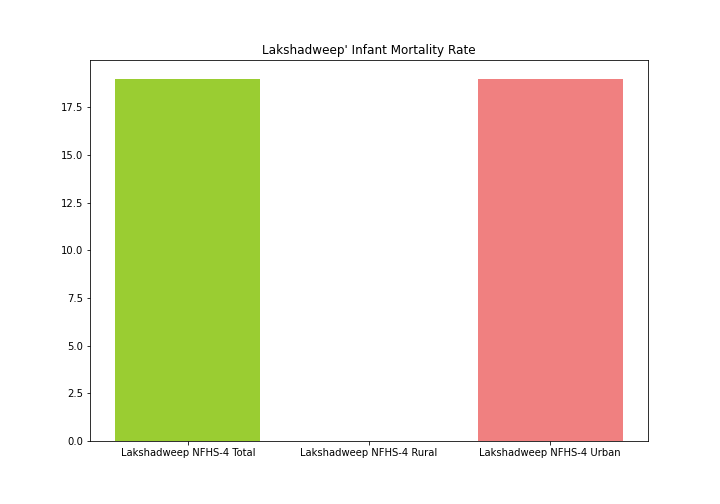 Lakshadweep' Infant Mortality Rate
17.5
15.0
12.5
10.0
7.5
5.0
2.5
0.0
Lakshadweep NFHS-4 Total
Lakshadweep NFHS-4 Rural
Lakshadweep NFHS-4 Urban